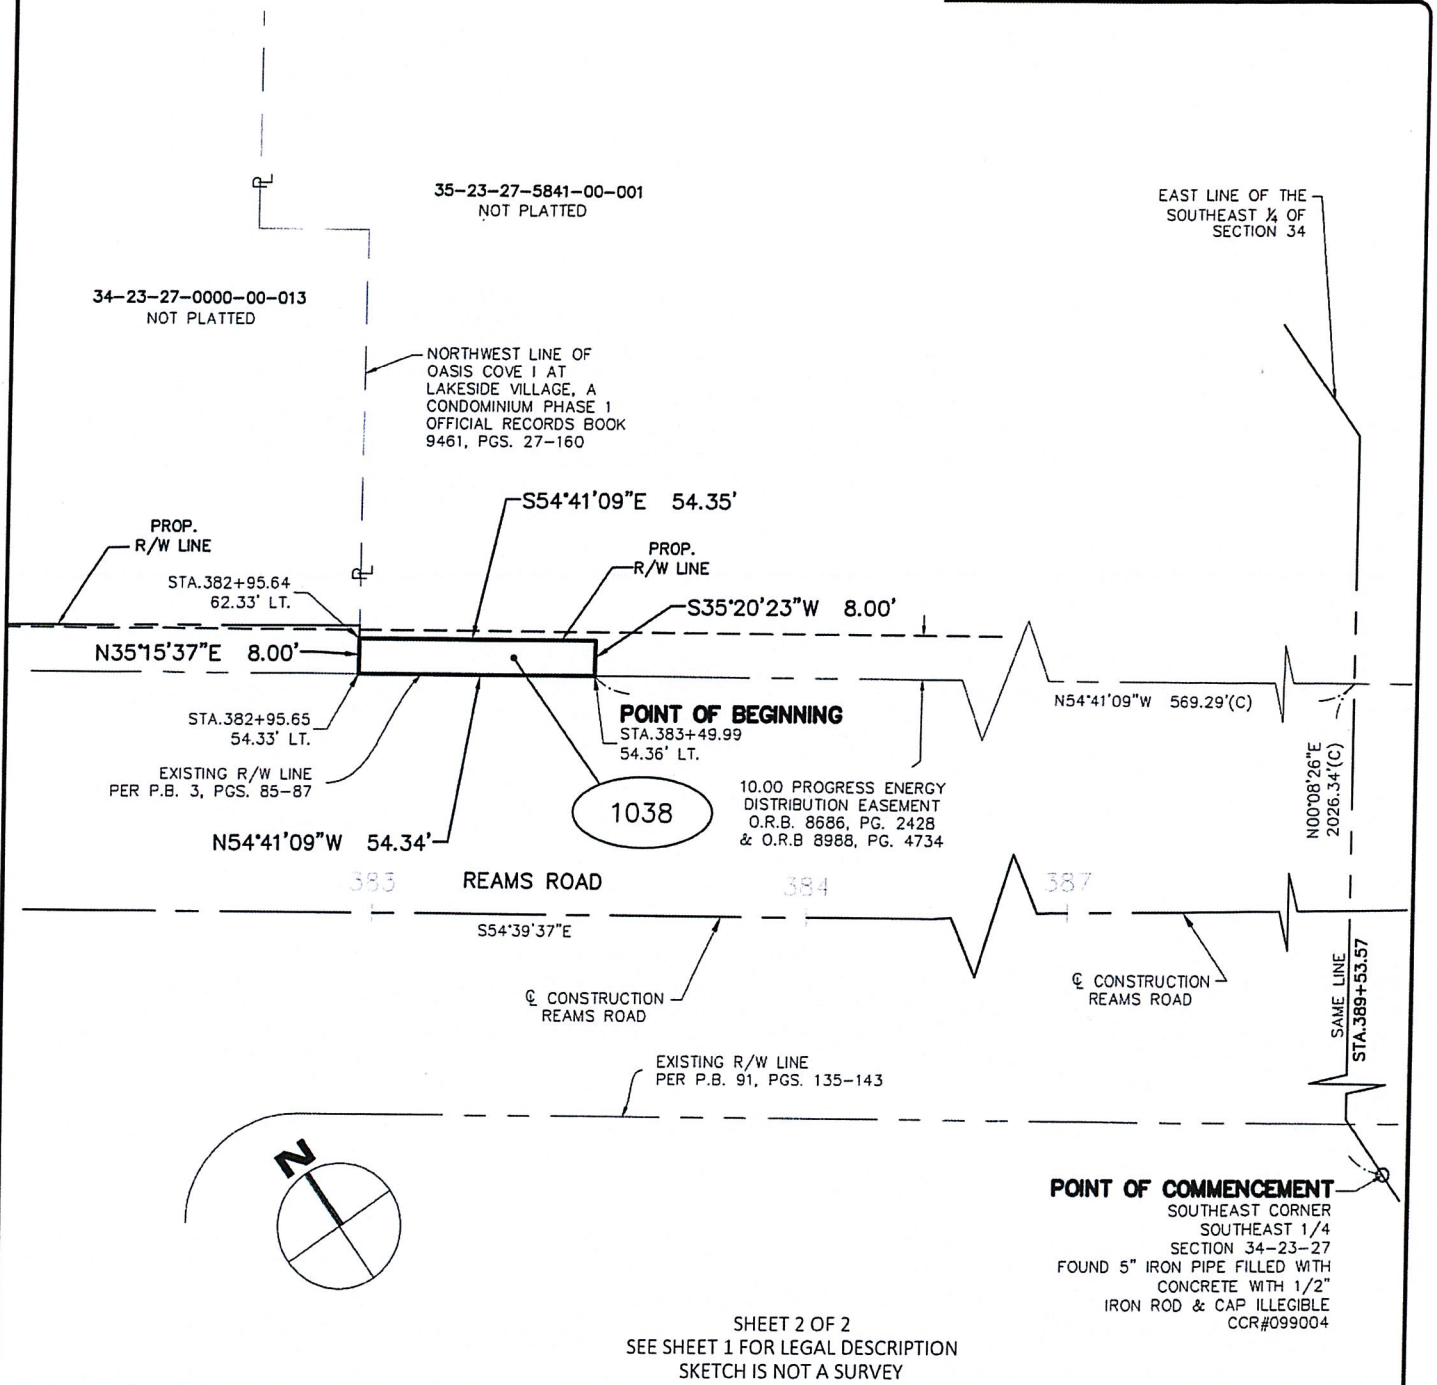 35-23-27-5841-00-001
NOT PLATTED
EAST LINE OF THE
SOUTHEAST ¼ OF
SECTION 34
34-23-27-0000-00-013
NOT PLATTED
NORTHWEST LINE OF
OASIS COVE I AT
LAKESIDE VILLAGE, A
CONDOMINIUM PHASE 1
OFFICIAL RECORDS BOOK
9461, PGS. 27-160
S54°41'09"E 54.35'
PROP.
R/W LINE
PROP.
R/W LINE
STA.382+95.64
62.33' LT.
S35°20'23"W 8.00'
N35°15'37"E 8.00'
N54°41'09"W 569.29'(C)
STA.382+95.65
54.33' LT.
POINT OF BEGINNING
STA.383+49.99
54.36' LT.
EXISTING R/W LINE
PER P.B. 3, PGS. 85-87
10.00 PROGRESS ENERGY
DISTRIBUTION EASEMENT
O.R.B. 8686, PG. 2428
& O.R.B 8988, PG. 4734
1038
N00°08'26"E
2026.34'(C)
N54°41'09"W 54.34'
383
REAMS ROAD
384
387
S54°39'37"E
℄ CONSTRUCTION
REAMS ROAD
℄ CONSTRUCTION
REAMS ROAD
SAME LINE
STA.389+53.57
EXISTING R/W LINE
PER P.B. 91, PGS. 135-143
N
POINT OF COMMENCEMENT
SOUTHEAST CORNER
SOUTHEAST 1/4
SECTION 34-23-27
FOUND 5" IRON PIPE FILLED WITH
CONCRETE WITH 1/2"
IRON ROD & CAP ILLEGIBLE
CCR#099004
SHEET 2 OF 2
SEE SHEET 1 FOR LEGAL DESCRIPTION
SKETCH IS NOT A SURVEY